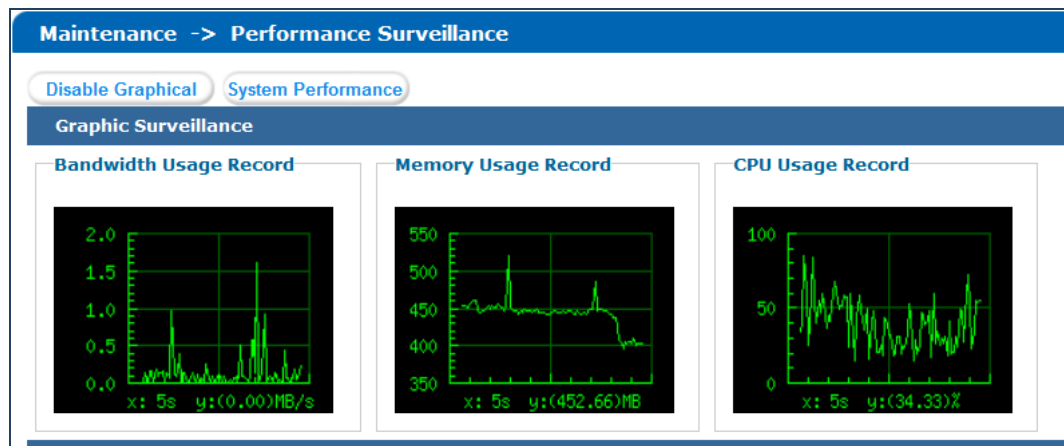 Maintenance -> Performance Surveillance
Disable Graphical System Performance
Graphic Surveillance
Bandwidth Usage Record
2.0
1.5
1.0
0.5
0.0
x: 5s y:(0.00)MB/s
Memory Usage Record
550
500
450
400
350
x: 5s y:(452.66)MB
CPU Usage Record
100
50
0
x: 5s y:(34.33)%